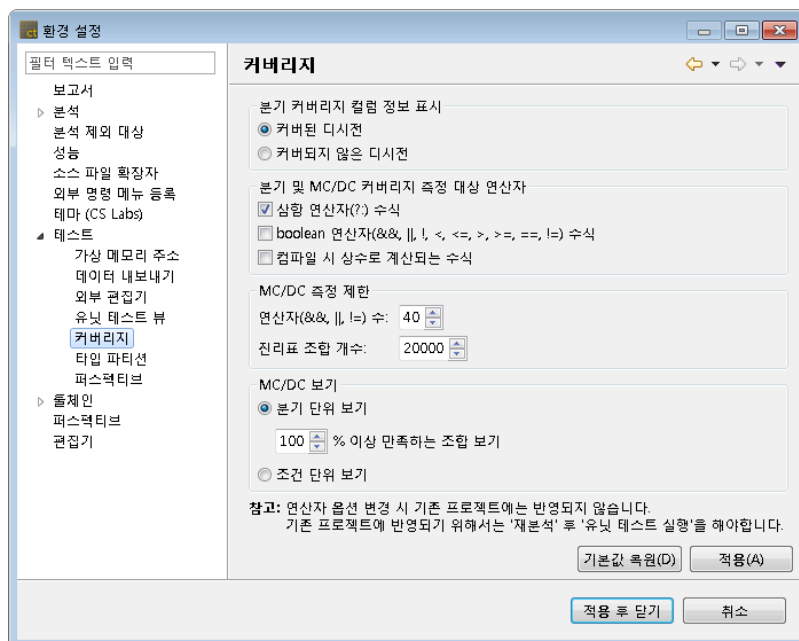 ct 환경 설정
필터 텍스트 입력
보고서
분석
분석 제외 대상
성능
소스 파일 확장자
외부 명령 메뉴 등록
테마 (CS Labs)
테스트
가상 메모리 주소
데이터 내보내기
외부 편집기
유닛 테스트 뷰
커버리지
타입 파티션
퍼스펙티브
툴체인
퍼스펙티브
편집기
커버리지
분기 커버리지 컬럼 정보 표시
커버된 디시전
커버되지 않은 디시전
분기 및 MC/DC 커버리지 측정 대상 연산자
삼항 연산자(?:) 수식
boolean 연산자(&&, ||, !, <, <=, >, >=, ==, !=) 수식
컴파일 시 상수로 계산되는 수식
MC/DC 측정 제한
연산자(&&, ||, !=) 수: 40
진리표 조합 개수: 20000
MC/DC 보기
분기 단위 보기
100 % 이상 만족하는 조합 보기
조건 단위 보기
참고: 연산자 옵션 변경 시 기존 프로젝트에는 반영되지 않습니다.
기존 프로젝트에 반영되기 위해서는 '재분석' 후 '유닛 테스트 실행'을 해야합니다.
기본값 복원(D) 적용(A)
적용 후 닫기 취소